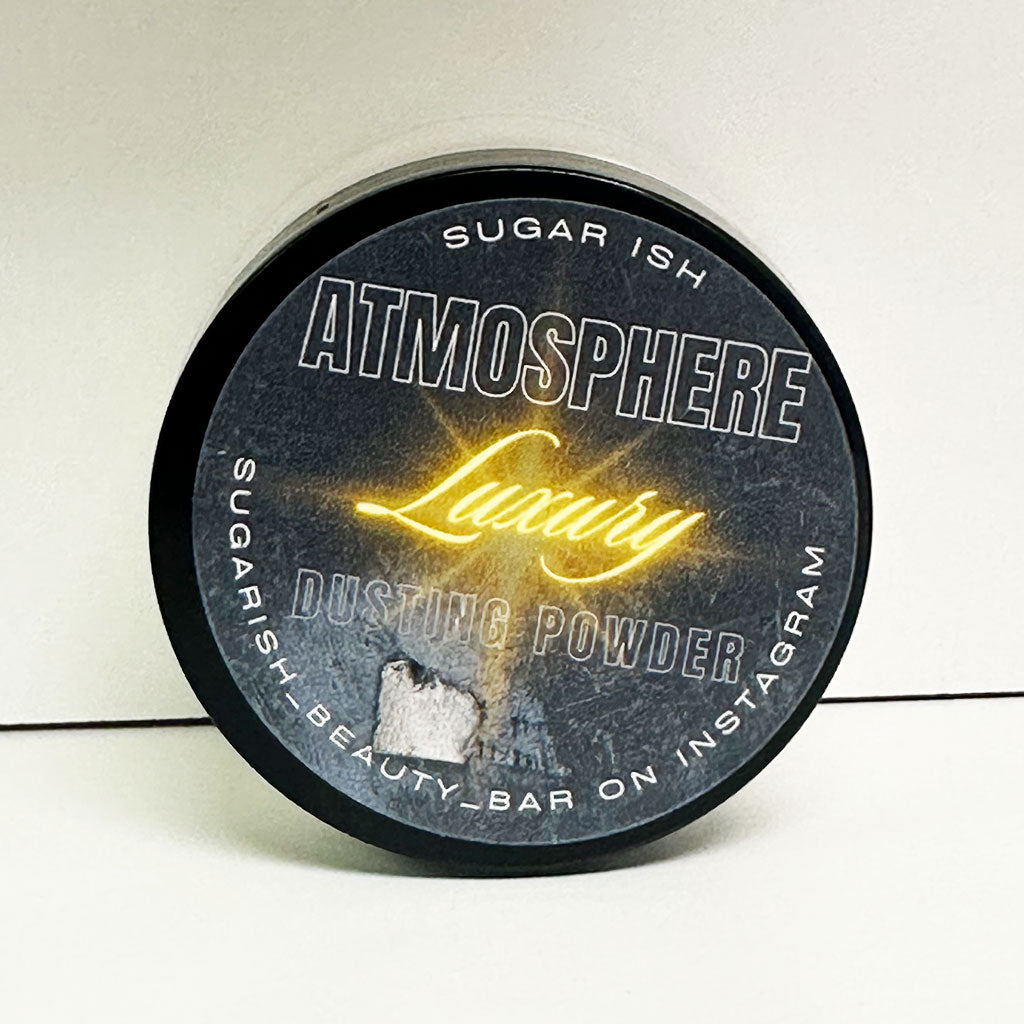 SUGAR ISH
ATMOSPHERE
Luxury
DUSTING POWDER
SUGARISH_BEAUTY_BAR ON INSTAGRAM